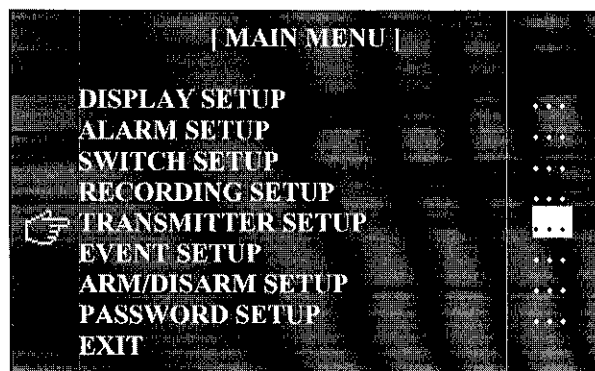 [ MAIN MENU ]
DISPLAY SETUP ...
ALARM SETUP ...
SWITCH SETUP ...
RECORDING SETUP ...
TRANSMITTER SETUP ...
EVENT SETUP ...
ARM/DISARM SETUP ...
PASSWORD SETUP ...
EXIT